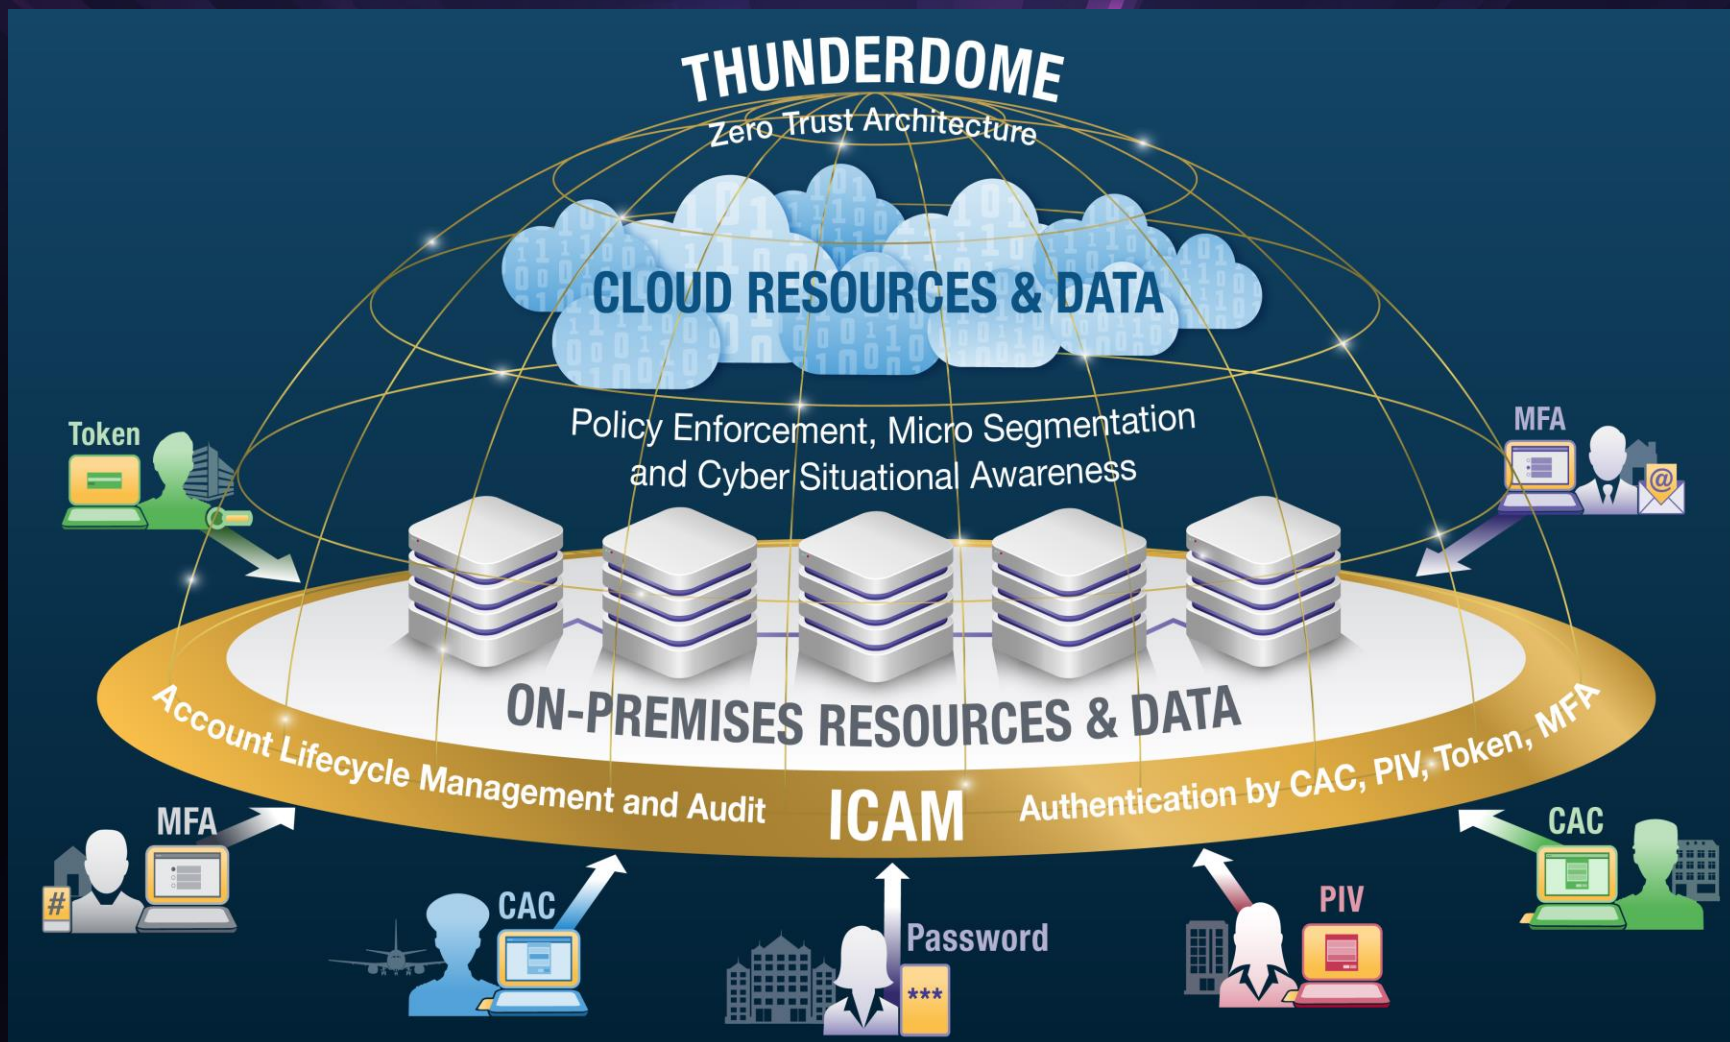 THUNDERDOME
Zero Trust Architecture
CLOUD RESOURCES & DATA
Policy Enforcement, Micro Segmentation
and Cyber Situational Awareness
Token
MFA
@
ON-PREMISES RESOURCES & DATA
Account Lifecycle Management and Audit
ICAM
Authentication by CAC, PIV, Token, MFA
MFA
#
CAC
Password
***
PIV
CAC